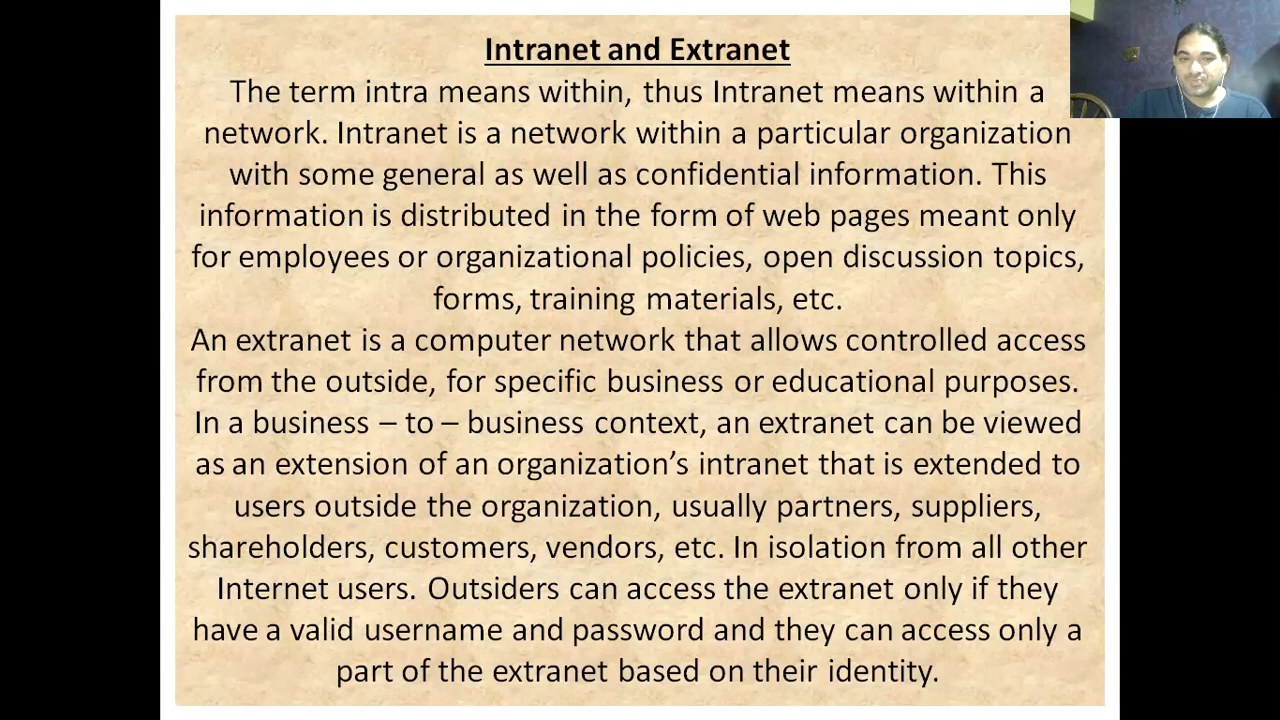 Intranet and Extranet
The term intra means within, thus Intranet means within a
network. Intranet is a network within a particular organization
with some general as well as confidential information. This
information is distributed in the form of web pages meant only
for employees or organizational policies, open discussion topics,
forms, training materials, etc.
An extranet is a computer network that allows controlled access
from the outside, for specific business or educational purposes.
In a business – to – business context, an extranet can be viewed
as an extension of an organization’s intranet that is extended to
users outside the organization, usually partners, suppliers,
shareholders, customers, vendors, etc. In isolation from all other
Internet users. Outsiders can access the extranet only if they
have a valid username and password and they can access only a
part of the extranet based on their identity.